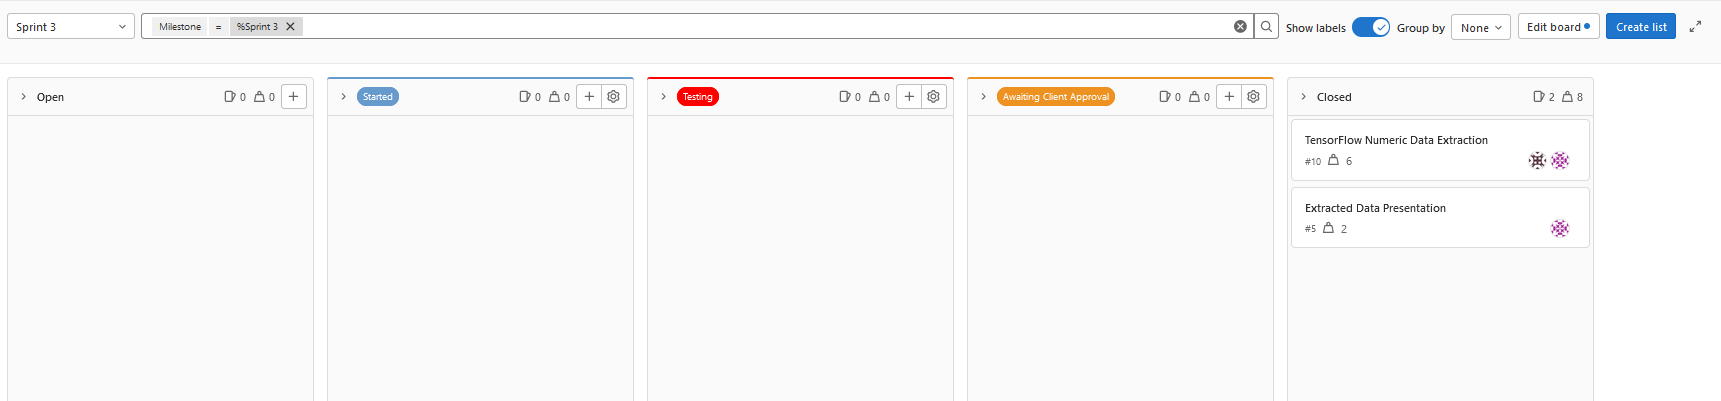 Sprint 3
Milestone = %Sprint 3
Show labels
Group by
None
Edit board
Create list
Open 0 0
Started 0 0
Testing 0 0
Awaiting Client Approval 0 0
Closed 2 8
TensorFlow Numeric Data Extraction
#10 6
Extracted Data Presentation
#5 2